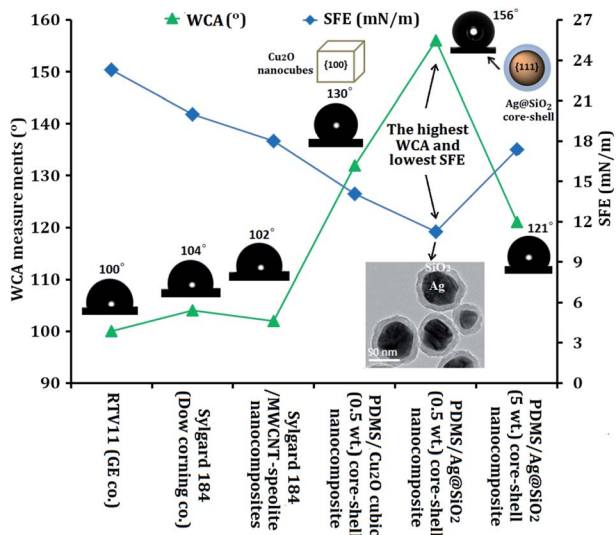 WCA (°)
SFE (mN/m)
160
150
140
130
120
110
100
90
WCA measurements (°)
27
24
21
18
15
12
9
6
3
0
SFE (mN/m)
Cu2O
nanocubes
{100}
130°
156°
{111}
Ag@SiO2
core-shell
The highest
WCA and
lowest SFE
100°
104°
102°
121°
SiO2
Ag
90 nm
RTV11 (GE co.)
Sylgard 184
(Dow corning co.)
Sylgard 184
/MWCNT-speolite
nanocomposites
PDMS/Cu2O cubic
(0.5 wt.) core-shell
nanocomposite
PDMS/Ag@SiO2
(0.5 wt.) core-shell
nanocomposite
PDMS/Ag@SiO2
(5 wt.) core-shell
nanocomposite